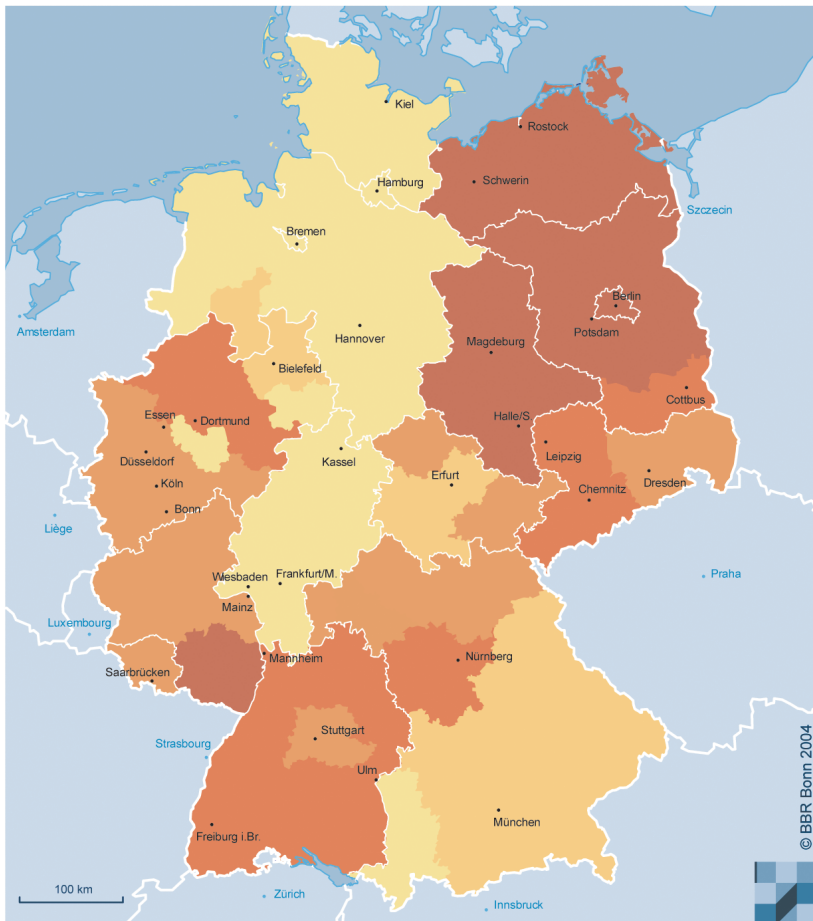 Kiel
Rostock
Hamburg
Schwerin
Szczecin
Bremen
Berlin
Amsterdam
Potsdam
Hannover
Magdeburg
Bielefeld
Cottbus
Essen
Dortmund
Halle/S.
Leipzig
Kassel
Düsseldorf
Erfurt
Köln
Dresden
Chemnitz
Bonn
Liège
Wiesbaden
Frankfurt/M.
Praha
Mainz
Luxembourg
Mannheim
Nürnberg
Saarbrücken
Stuttgart
Strasbourg
Ulm
München
Freiburg i.Br.
© BBR Bonn 2004
100 km
Zürich
Innsbruck